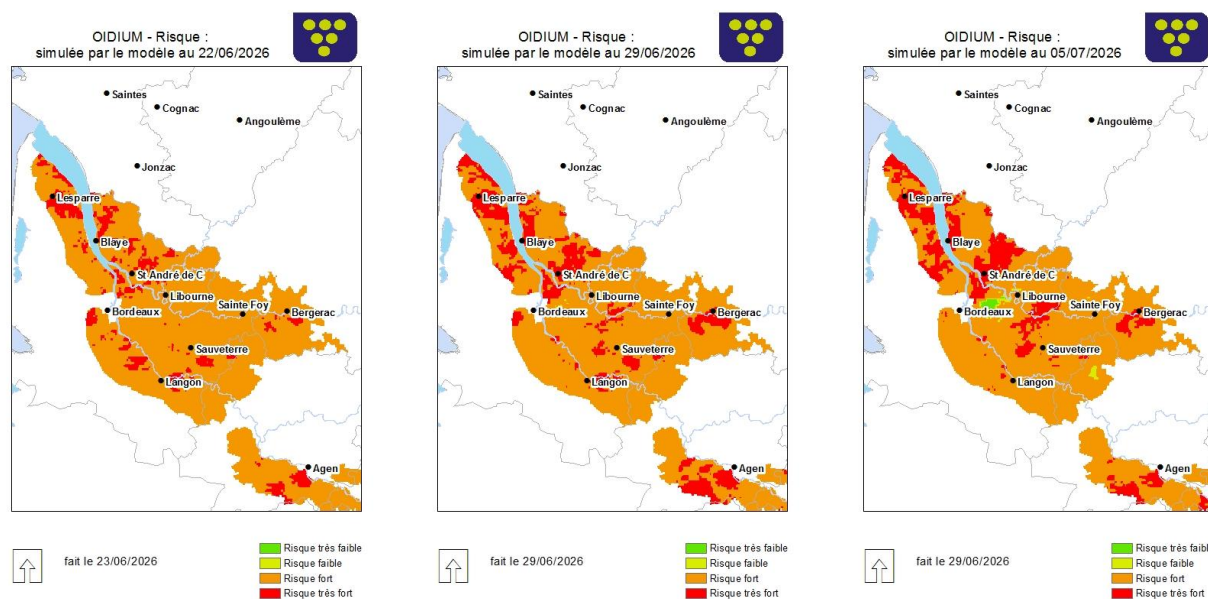 OIDIUM - Risque :
simulée par le modèle au 22/06/2026
Saintes
Cognac
Angoulême
Jonzac
Lesparre
Blaye
St André de C
Libourne
Sainte Foy
Bordeaux
Bergerac
Sauveterre
Langon
Agen
fait le 23/06/2026
Risque très faible
Risque faible
Risque fort
Risque très fort
OIDIUM - Risque :
simulée par le modèle au 29/06/2026
Saintes
Cognac
Angoulême
Jonzac
Lesparre
Blaye
St André de C
Libourne
Sainte Foy
Bordeaux
Bergerac
Sauveterre
Langon
Agen
fait le 29/06/2026
Risque très faible
Risque faible
Risque fort
Risque très fort
OIDIUM - Risque :
simulée par le modèle au 05/07/2026
Saintes
Cognac
Angoulême
Jonzac
Lesparre
Blaye
St André de C
Libourne
Sainte Foy
Bordeaux
Bergerac
Sauveterre
Langon
Agen
fait le 29/06/2026
Risque très faible
Risque faible
Risque fort
Risque très fort